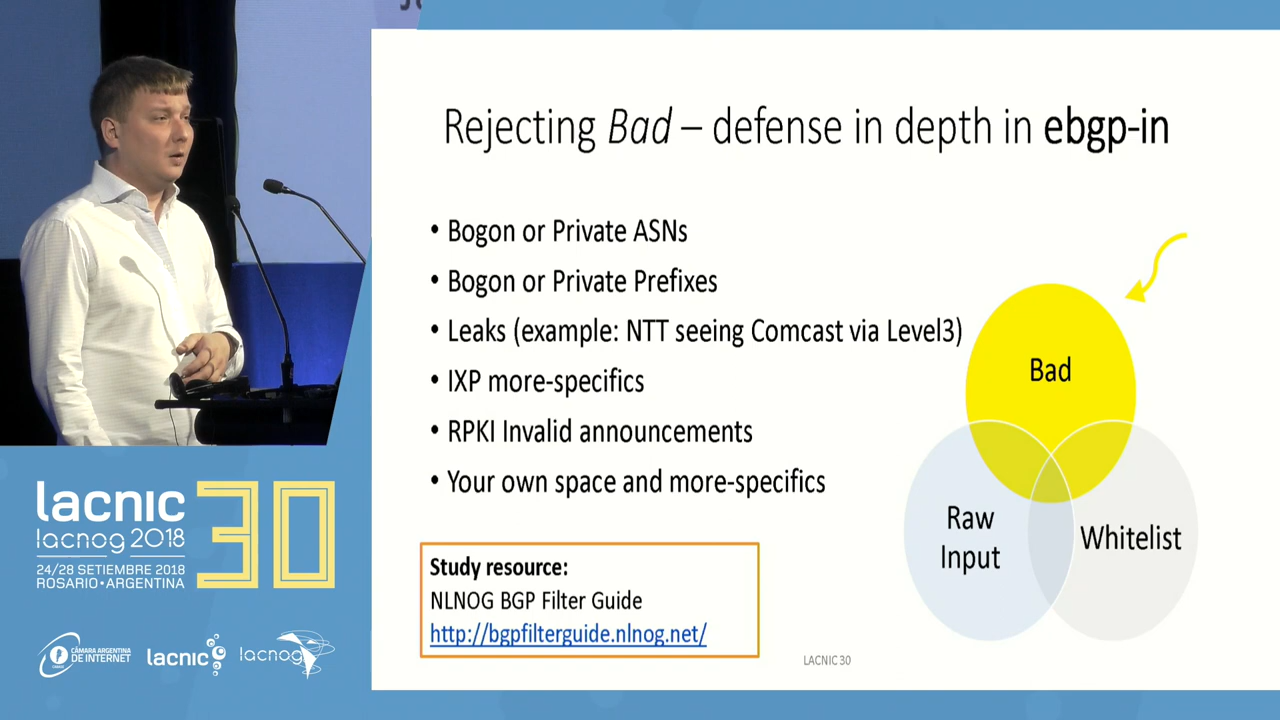 Rejecting Bad – defense in depth in ebgp-in
• Bogon or Private ASNs
• Bogon or Private Prefixes
• Leaks (example: NTT seeing Comcast via Level3)
• IXP more-specifics
• RPKI Invalid announcements
• Your own space and more-specifics
Bad
Raw
Input
Whitelist
Study resource:
NLNOG BGP Filter Guide
http://bgpfilterguide.nlnog.net/
LACNIC 30
lacnic 30
lacnog 2018
24/28 SETIEMBRE 2018
ROSARIO•ARGENTINA
CÁMARA ARGENTINA
DE INTERNET
lacnic
lacnog